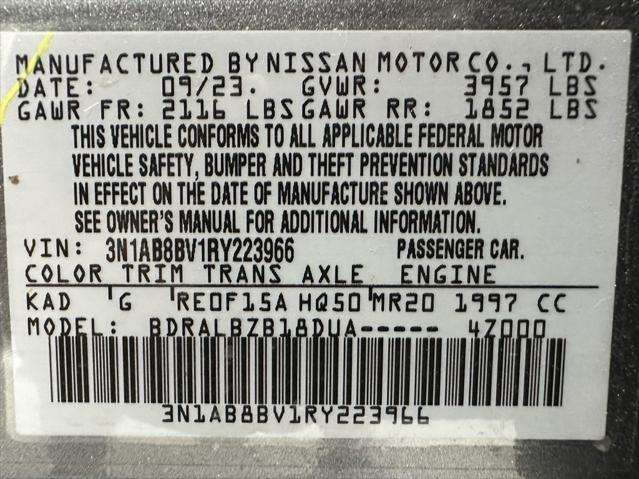 MANUFACTURED BY NISSAN MOTOR CO., LTD.
DATE: 09/23. GVWR: 3957 LBS
GAWR FR: 2116 LBS GAWR RR: 1852 LBS
THIS VEHICLE CONFORMS TO ALL APPLICABLE FEDERAL MOTOR
VEHICLE SAFETY, BUMPER AND THEFT PREVENTION STANDARDS
IN EFFECT ON THE DATE OF MANUFACTURE SHOWN ABOVE.
SEE OWNER'S MANUAL FOR ADDITIONAL INFORMATION.
VIN: 3N1AB8BV1RY223966 PASSENGER CAR.
COLOR TRIM TRANS AXLE ENGINE
KAD G RE0F15A HQ50 MR20 1997 CC
MODEL: BDRALBZB18DUA----- 4Z000
3N1AB8BV1RY223966